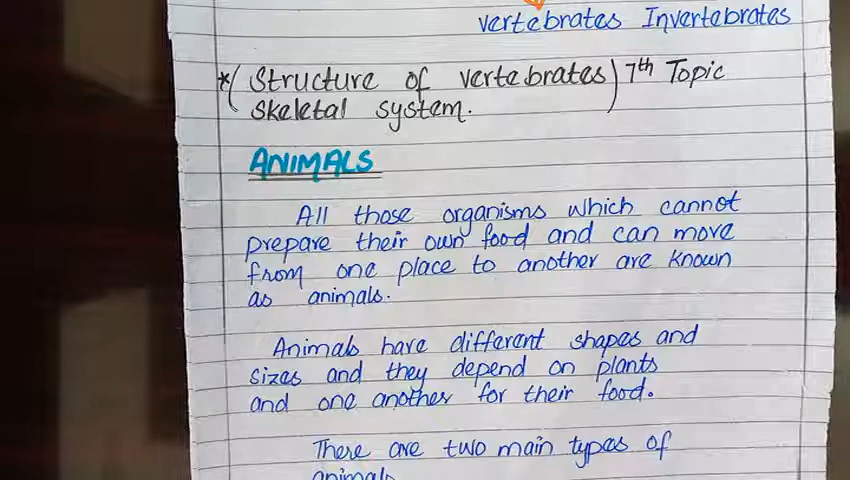 vertebrates Invertebrates
*(Structure of vertebrates) 7th Topic
skeletal system.
ANIMALS
All those organisms which cannot
prepare their own food and can move
from one place to another are known
as animals.
Animals have different shapes and
sizes and they depend on plants
and one another for their food.
There are two main types of
animals